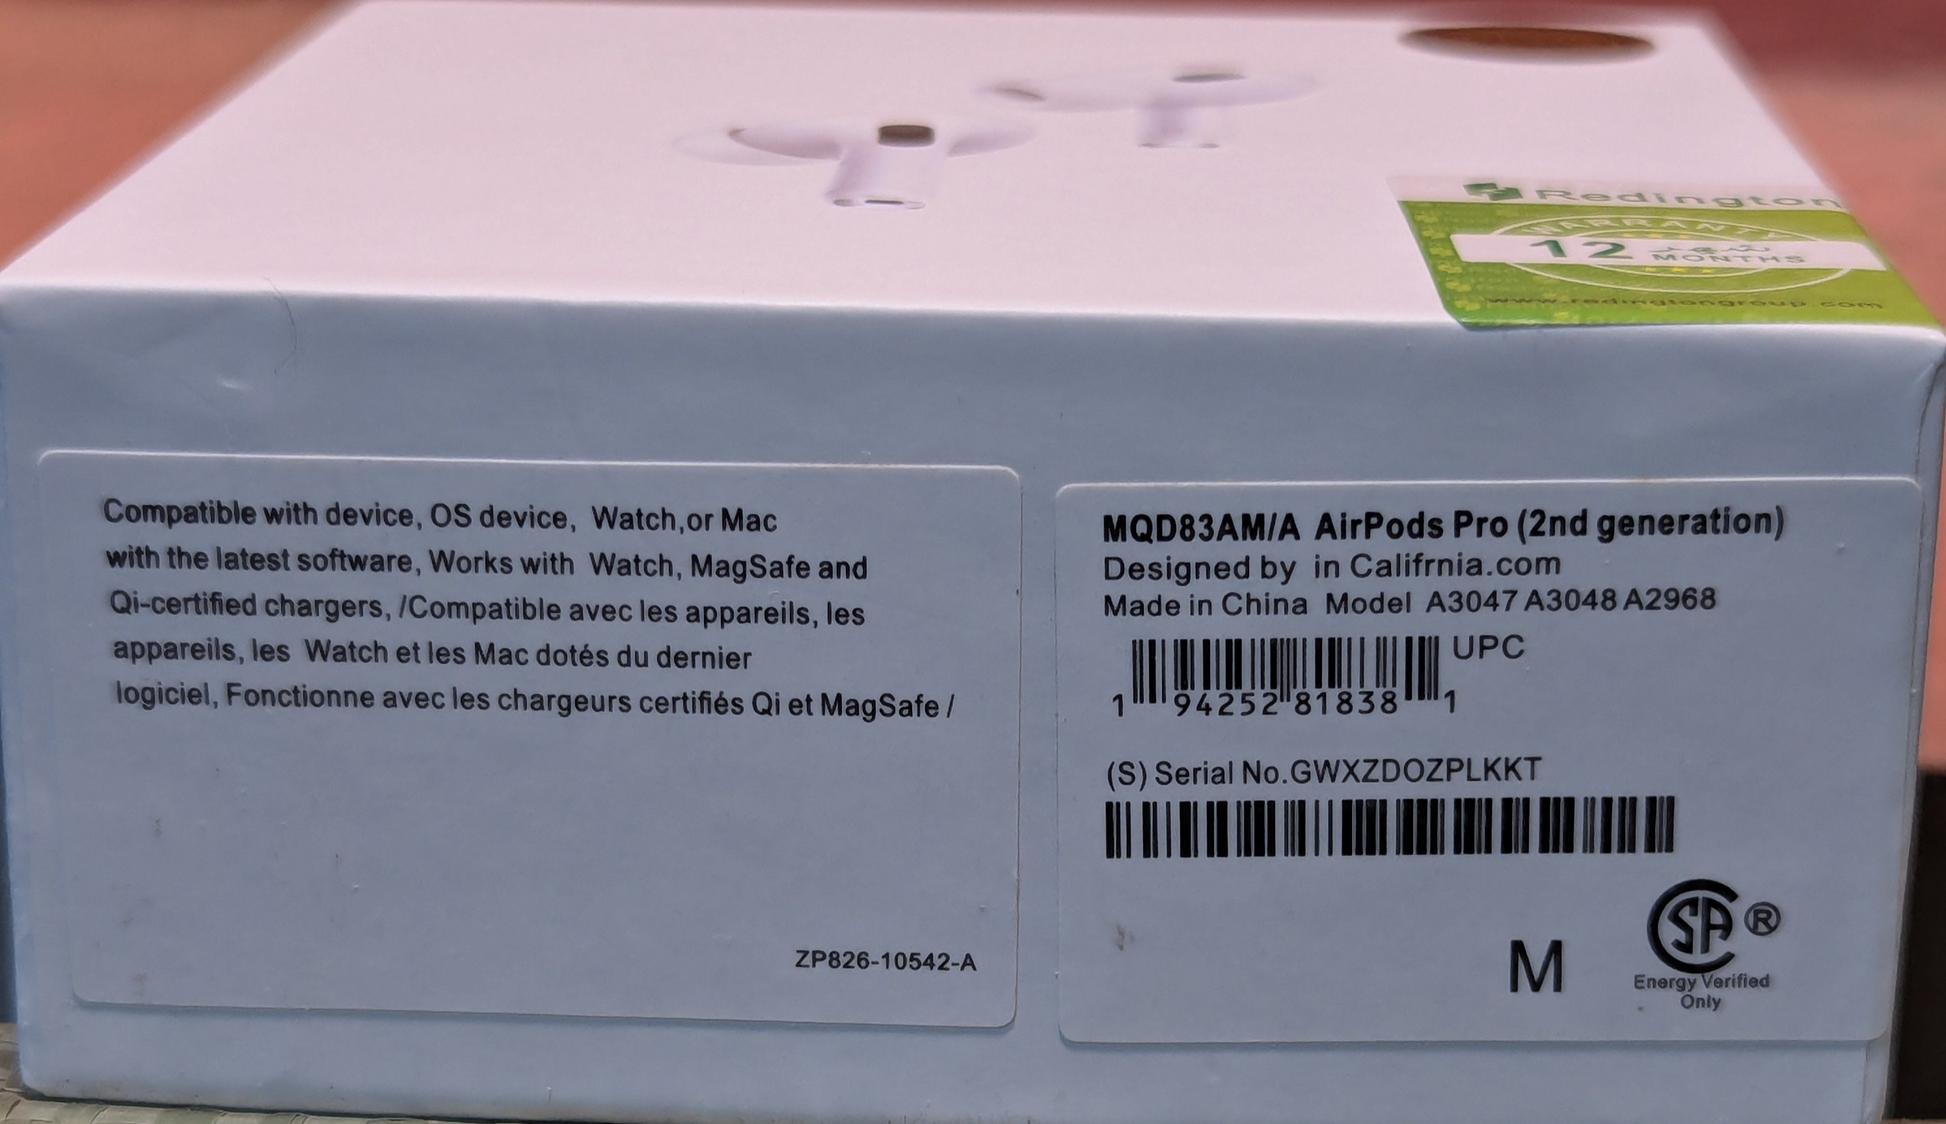 Redington
WARRANTY
12 شهر
MONTHS
www.redingtongroup.com
Compatible with device, OS device, Watch,or Mac
with the latest software, Works with Watch, MagSafe and
Qi-certified chargers, /Compatible avec les appareils, les
appareils, les Watch et les Mac dotés du dernier
logiciel, Fonctionne avec les chargeurs certifiés Qi et MagSafe /
ZP826-10542-A
MQD83AM/A AirPods Pro (2nd generation)
Designed by in Califrnia.com
Made in China Model A3047 A3048 A2968
UPC
1 94252 81838 1
(S) Serial No.GWXZDOZPLKKT
M
SA ®
Energy Verified
Only